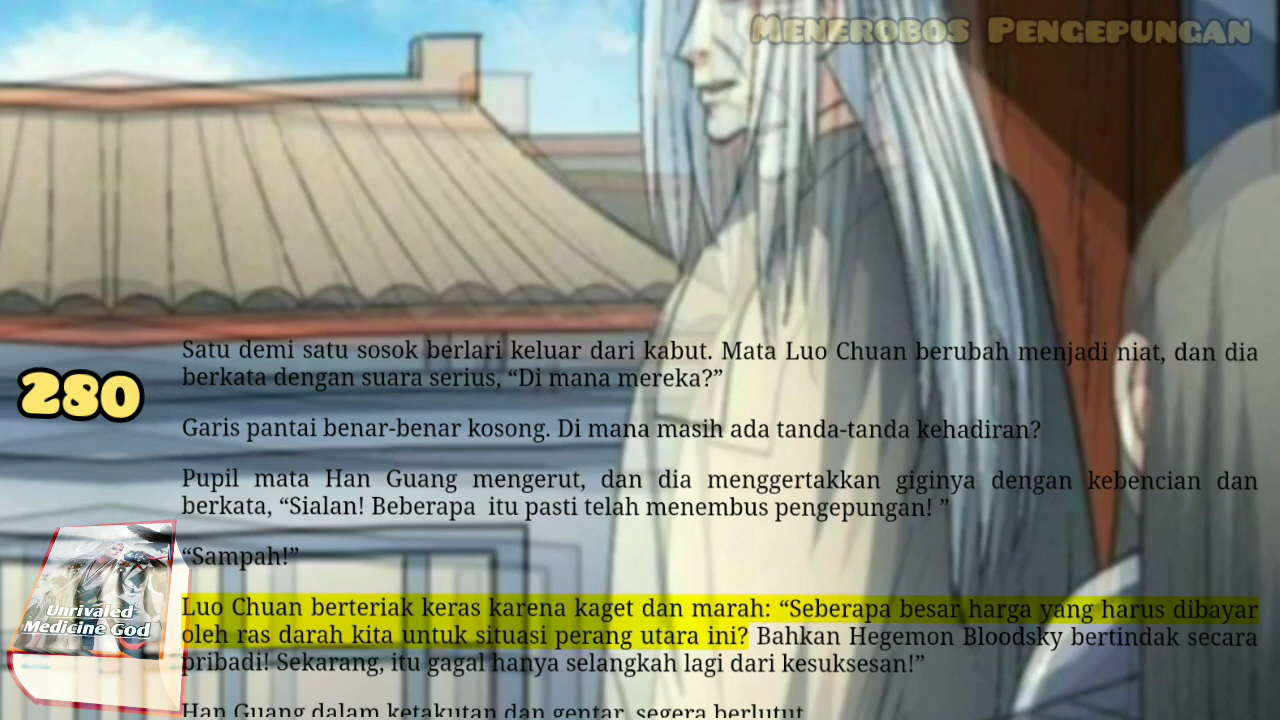 MENEROBOS PENGEPUNGAN
Satu demi satu sosok berlari keluar dari kabut. Mata Luo Chuan berubah menjadi niat, dan dia
berkata dengan suara serius, “Di mana mereka?”
280
Garis pantai benar-benar kosong. Di mana masih ada tanda-tanda kehadiran?
Pupil mata Han Guang mengerut, dan dia menggertakkan giginya dengan kebencian dan
berkata, “Sialan! Beberapa  itu pasti telah menembus pengepungan! ”
“Sampah!”
Unrivaled
Medicine God
Luo Chuan berteriak keras karena kaget dan marah: “Seberapa besar harga yang harus dibayar
oleh ras darah kita untuk situasi perang utara ini? Bahkan Hegemon Bloodsky bertindak secara
pribadi! Sekarang, itu gagal hanya selangkah lagi dari kesuksesan!”
Han Guang dalam ketakutan dan gentar, segera berlutut